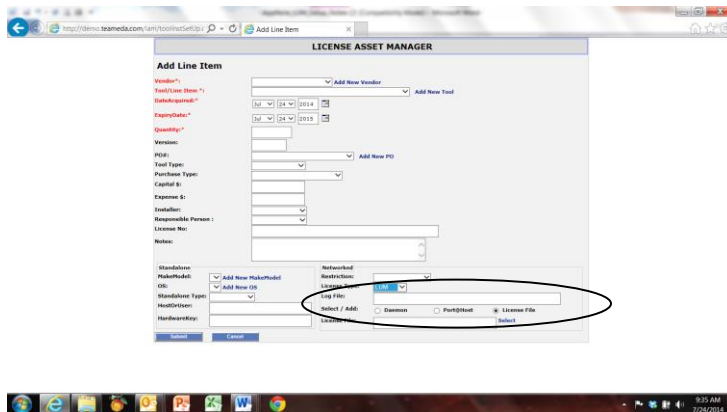 http://demo.teameda.com/lam/toolInstSetUp.c
Add Line Item
LICENSE ASSET MANAGER
Add Line Item
Vendor*: Add New Vendor
Tool/Line Item *: Add New Tool
DateAcquired:* Jul 24 2014
ExpiryDate:* Jul 24 2015
Quantity:*
Version:
PO#: Add New PO
Tool Type:
Purchase Type:
Capital $:
Expense $:
Installer:
Responsible Person :
License No:
Notes:
Standalone
MakeModel: Add New MakeModel
OS: Add New OS
Standalone Type:
HostOrUser:
HardwareKey:
Networked
Restriction:
License Type: LUM
Log File:
Select / Add: Daemon Port@Host License File
License File: Select
Submit Cancel
9:35 AM
7/24/2014